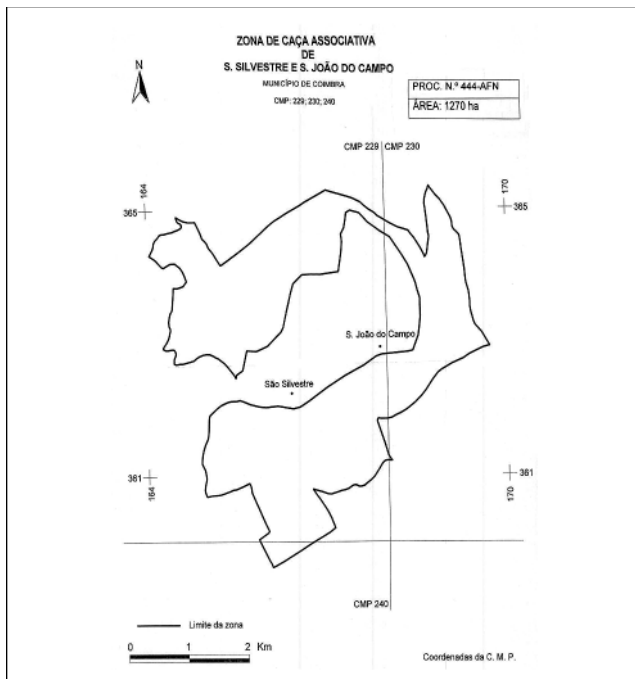 ZONA DE CAÇA ASSOCIATIVA
DE
S. SILVESTRE E S. JOÃO DO CAMPO
MUNICÍPIO DE COIMBRA
CMP: 229; 230; 240
N
PROC. N.º 444-AFN
ÁREA: 1270 ha
CMP 229 CMP 230
164
170
365
365
S. João do Campo
São Silvestre
361
361
164
170
CMP 240
Limite da zona
0 1 2 Km
Coordenadas da C. M. P.